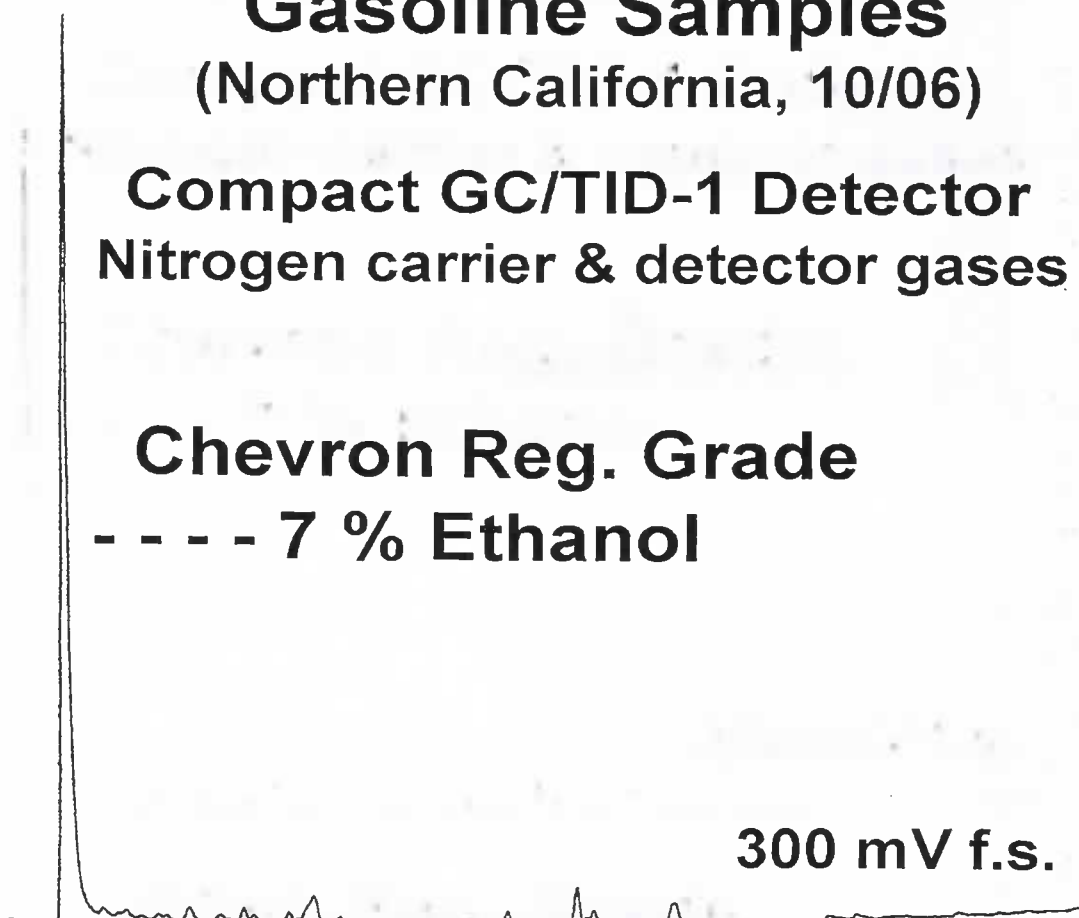 Gasoline Samples
(Northern California, 10/06)
Compact GC/TID-1 Detector
Nitrogen carrier & detector gases
Chevron Reg. Grade
- - - - 7 % Ethanol
300 mV f.s.